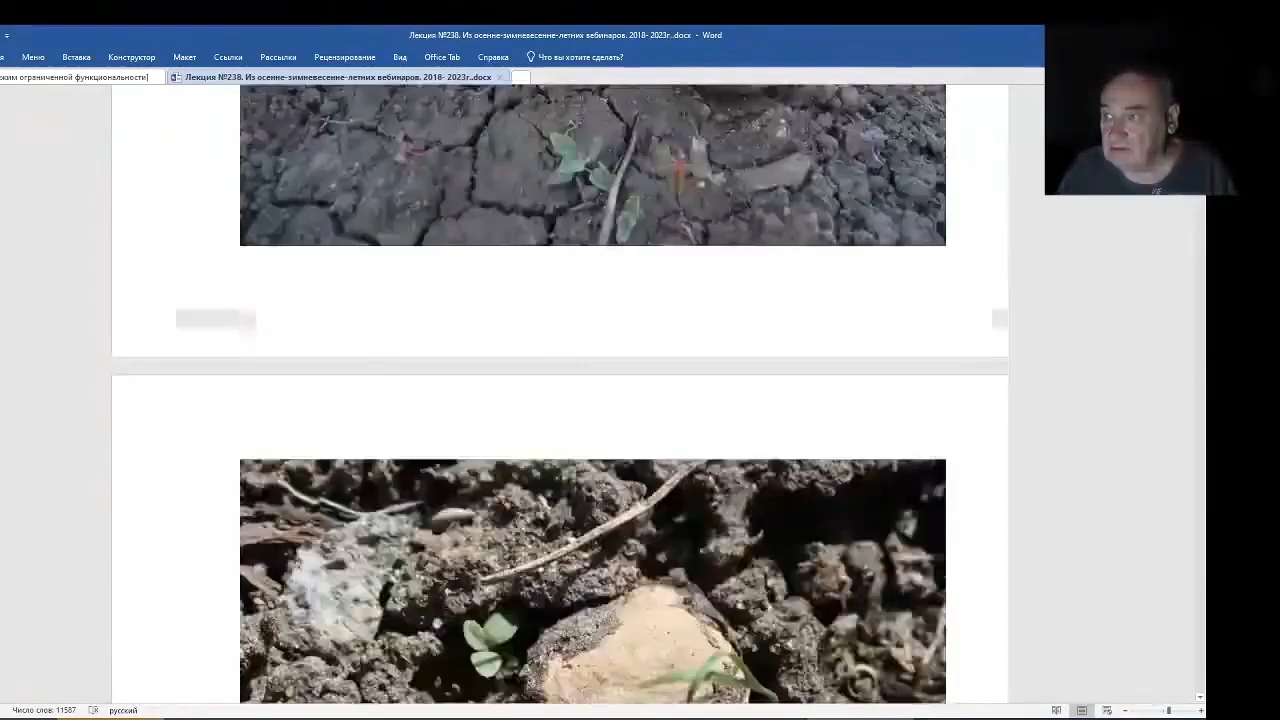 Лекция №238. Из осенне-зимневесенне-летних вебинаров. 2018- 2023г..docx - Word
Меню Вставка Конструктор Макет Ссылки Рассылки Рецензирование Вид Office Tab Справка Что вы хотите сделать?
ежим ограниченной функциональности] Лекция №238. Из осенне-зимневесенне-летних вебинаров. 2018- 2023г..docx
Число слов: 11587 русский